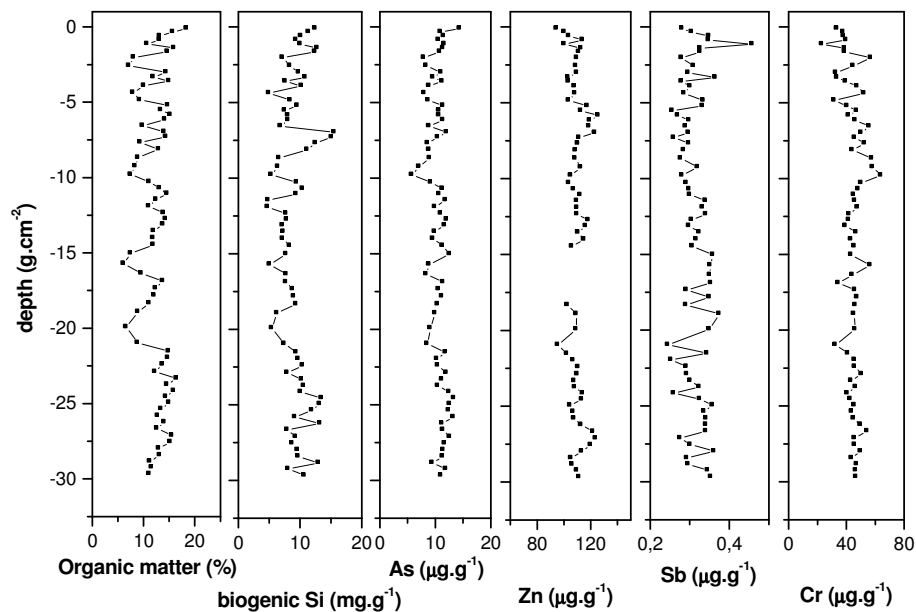 0
-5
-10
-15
-20
-25
-30
depth (g.cm⁻²)
0 10 20
0 10 20
0 10 20
80 120
0,2 0,4
0 40 80
Organic matter (%)
biogenic Si (mg.g⁻¹)
As (μg.g⁻¹)
Zn (μg.g⁻¹)
Sb (μg.g⁻¹)
Cr (μg.g⁻¹)